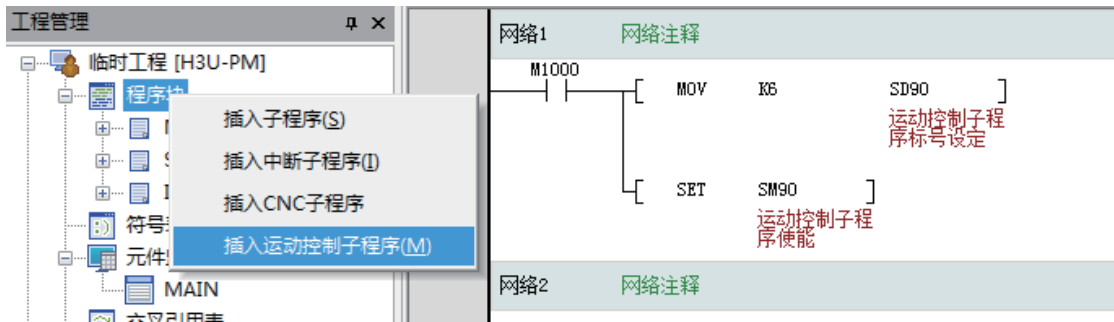 工程管理
临时工程 [H3U-PM]
程序块
插入子程序(S)
插入中断子程序(I)
插入CNC子程序
插入运动控制子程序(M)
符号
元件
MAIN
交叉引用表
网络1 网络注释
M1000
MOV K6 SD90
运动控制子程
序标号设定
SET SM90
运动控制子程
序使能
网络2 网络注释